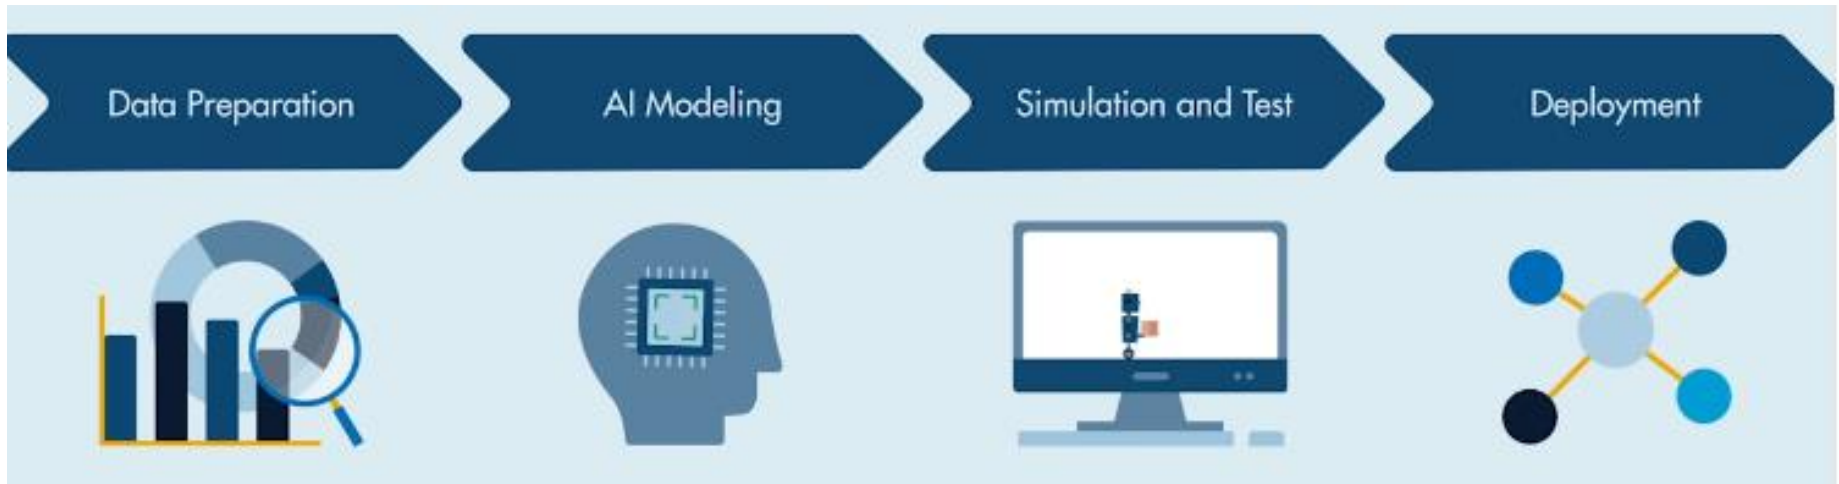 Data Preparation
AI Modeling
Simulation and Test
Deployment